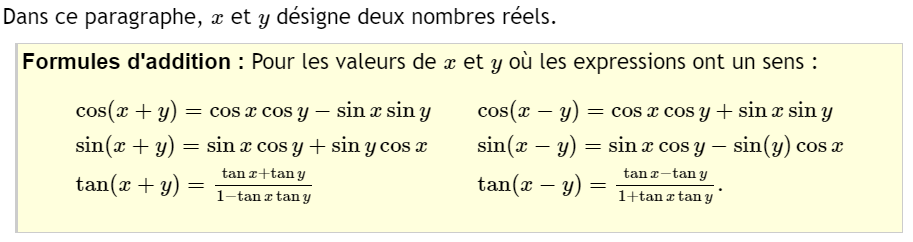 Dans ce paragraphe, x et y désigne deux nombres réels.
Formules d'addition : Pour les valeurs de x et y où les expressions ont un sens :
cos(x + y) = cos x cos y − sin x sin y    cos(x − y) = cos x cos y + sin x sin y
sin(x + y) = sin x cos y + sin y cos x    sin(x − y) = sin x cos y − sin(y) cos x
tan(x + y) = \frac{tan x+tan y}{1−tan x tan y}    tan(x − y) = \frac{tan x−tan y}{1+tan x tan y}.